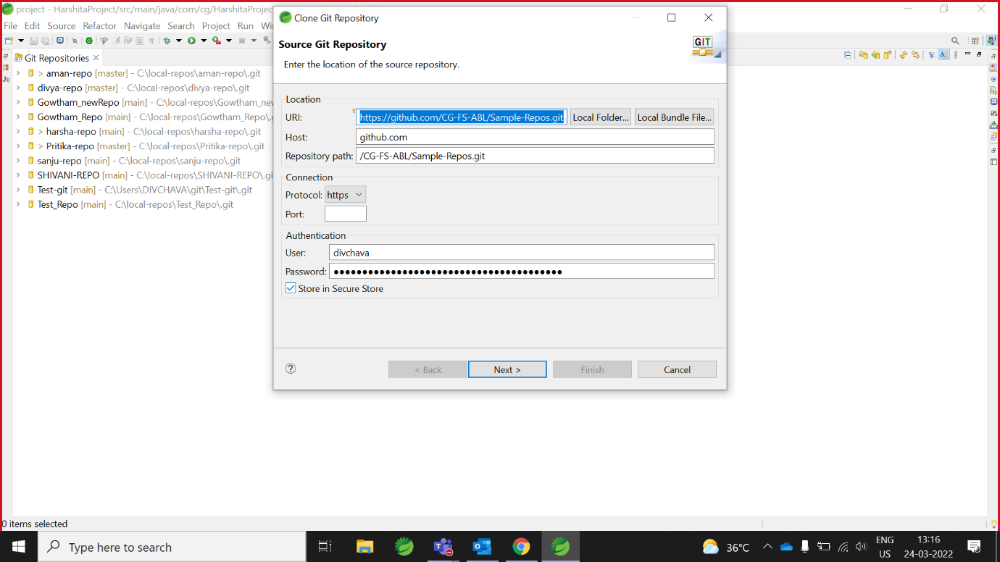 project - HarshitaProject/src/main/java/com/cg/HarshitaProjec
File Edit Source Refactor Navigate Search Project Run
Git Repositories
> aman-repo [master] - C:\local-repos\aman-repo\.git
divya-repo [master] - C:\local-repos\divya-repo\.git
Gowtham_newRepo [main] - C:\local-repos\Gowtham_nev
Gowtham_Repo [main] - C:\local-repos\Gowtham_Repo\.
> harsha-repo [main] - C:\local-repos\harsha-repo\.git
> Pritika-repo [master] - C:\local-repos\Pritika-repo\.git
sanju-repo [main] - C:\local-repos\sanju-repo\.git
SHIVANI-REPO [main] - C:\local-repos\SHIVANI-REPO\.gi
Test-git [main] - C:\Users\DIVCHAVA\git\Test-git\.git
Test_Repo [main] - C:\local-repos\Test_Repo\.git
Clone Git Repository
Source Git Repository
GIT
Enter the location of the source repository.
Location
URI: https://github.com/CG-FS-ABL/Sample-Repos.git Local Folder... Local Bundle File...
Host: github.com
Repository path: /CG-FS-ABL/Sample-Repos.git
Connection
Protocol: https
Port:
Authentication
User: divchava
Password: ●●●●●●●●●●●●●●●●●●●●●●●●●●●●●●●●●●●●●●●●
Store in Secure Store
? < Back Next > Finish Cancel
0 items selected
Type here to search
36°C
ENG
US
13:16
24-03-2022